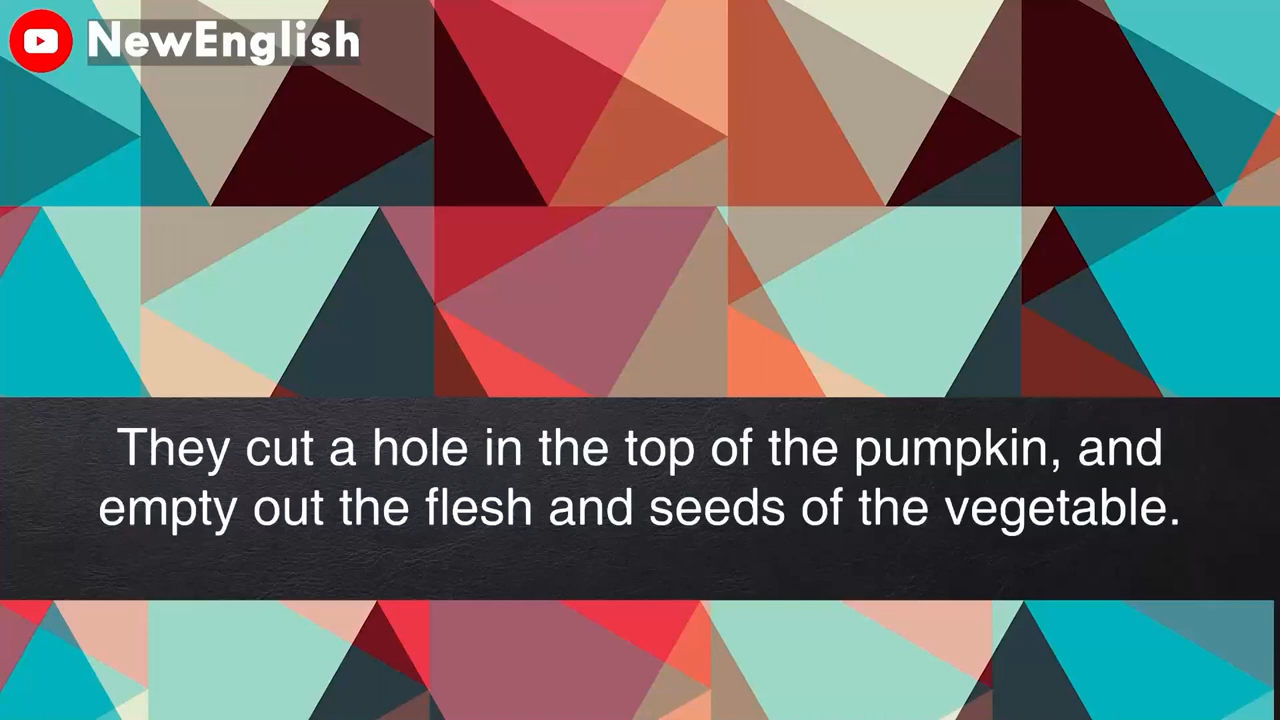 NewEnglish
They cut a hole in the top of the pumpkin, and
empty out the flesh and seeds of the vegetable.